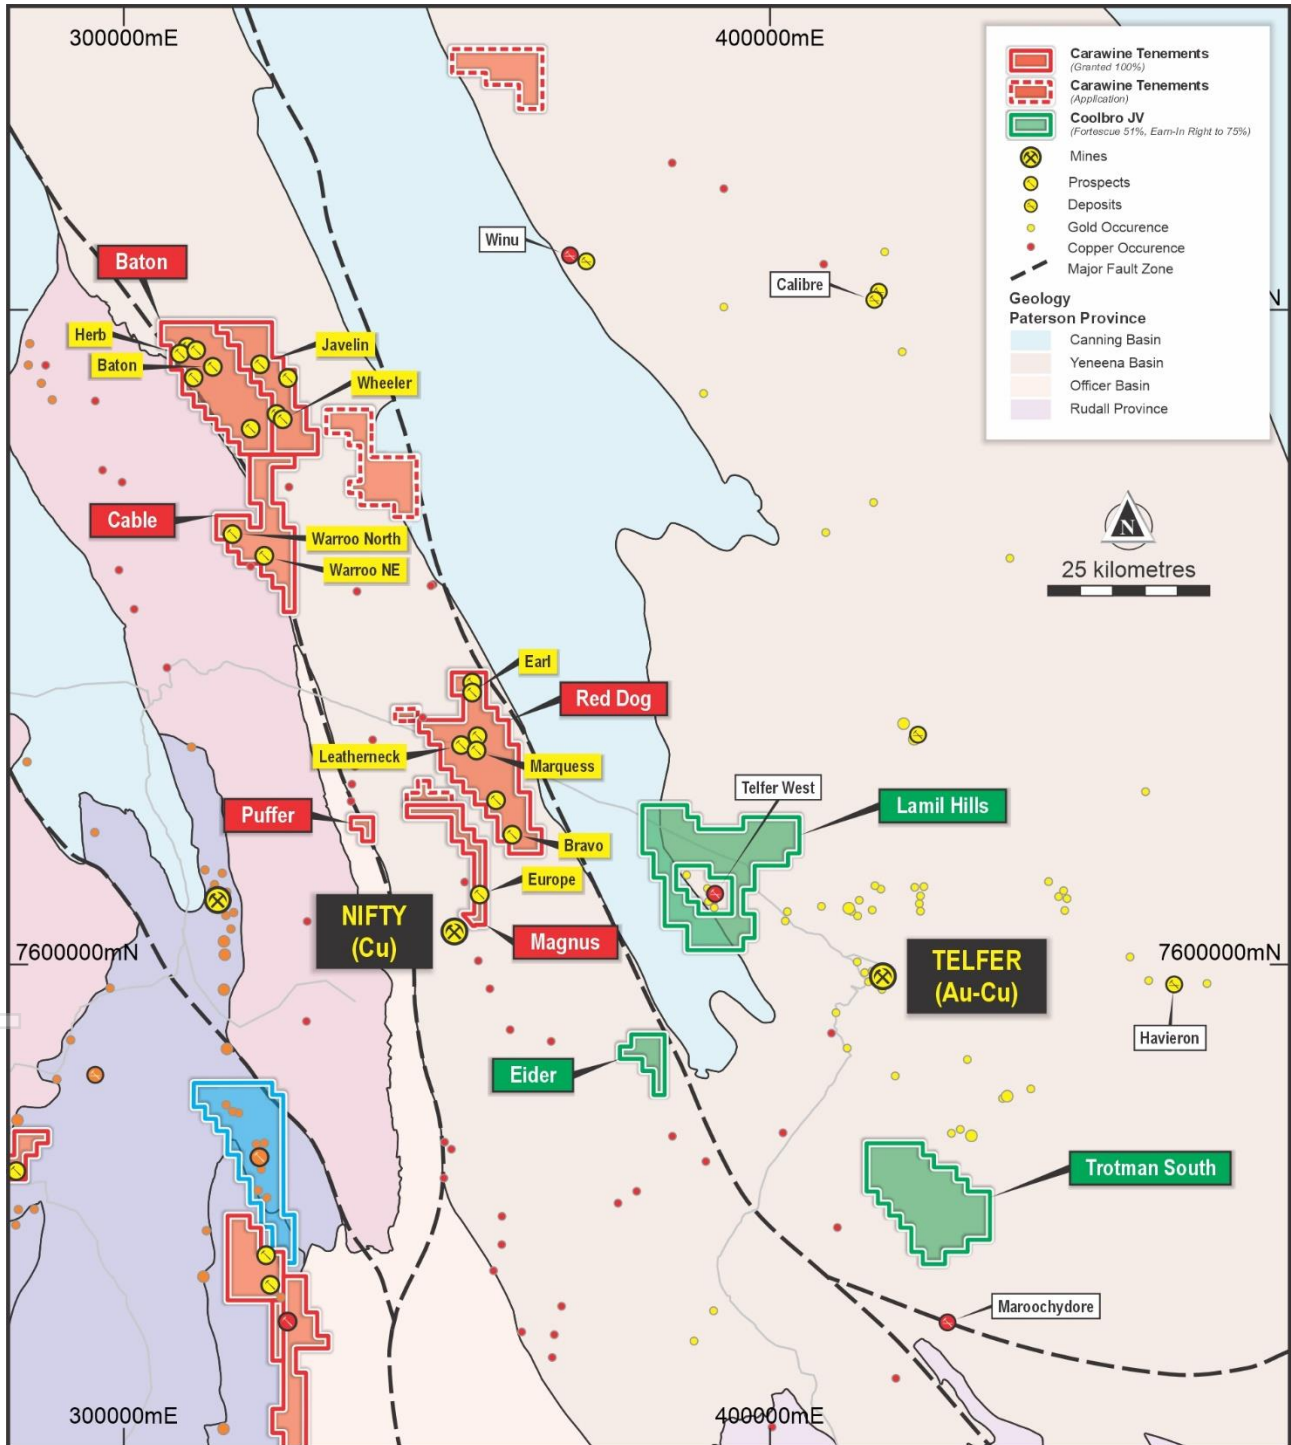 300000mE
400000mE
Carawine Tenements
(Granted 100%)
Carawine Tenements
(Application)
Coolbro JV
(Fortescue 51%, Earn-In Right to 75%)
Mines
Prospects
Deposits
Gold Occurence
Copper Occurence
Major Fault Zone
Geology
Paterson Province
Canning Basin
Yeneena Basin
Officer Basin
Rudall Province
Winu
Baton
Calibre
N
Herb
Javelin
Baton
Wheeler
Cable
Warroo North
Warroo NE
N
25 kilometres
Earl
Red Dog
Leatherneck
Marquess
Telfer West
Lamil Hills
Puffer
Bravo
Europe
NIFTY
(Cu)
Magnus
7600000mN
TELFER
(Au-Cu)
7600000mN
Havieron
Eider
Trotman South
Maroochydore
300000mE
400000mE